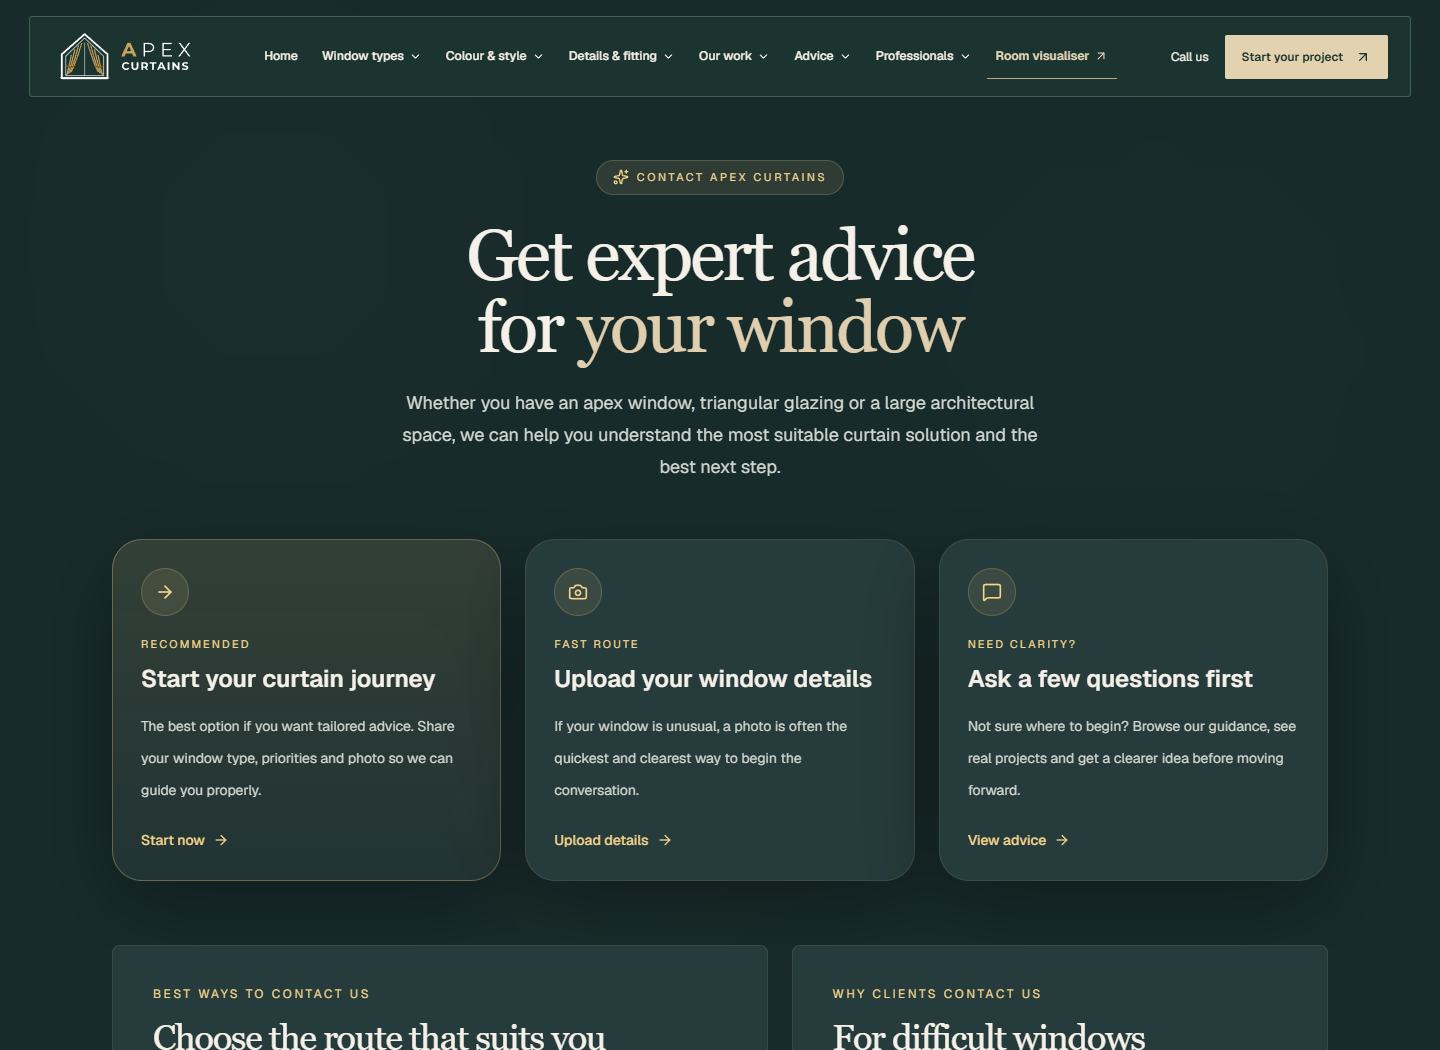 APEX
CURTAINS
Home
Window types
Colour & style
Details & fitting
Our work
Advice
Professionals
Room visualiser
Call us
Start your project
CONTACT APEX CURTAINS
Get expert advice
for your window
Whether you have an apex window, triangular glazing or a large architectural
space, we can help you understand the most suitable curtain solution and the
best next step.
RECOMMENDED
Start your curtain journey
The best option if you want tailored advice. Share
your window type, priorities and photo so we can
guide you properly.
Start now
FAST ROUTE
Upload your window details
If your window is unusual, a photo is often the
quickest and clearest way to begin the
conversation.
Upload details
NEED CLARITY?
Ask a few questions first
Not sure where to begin? Browse our guidance, see
real projects and get a clearer idea before moving
forward.
View advice
BEST WAYS TO CONTACT US
Choose the route that suits you
WHY CLIENTS CONTACT US
For difficult windows